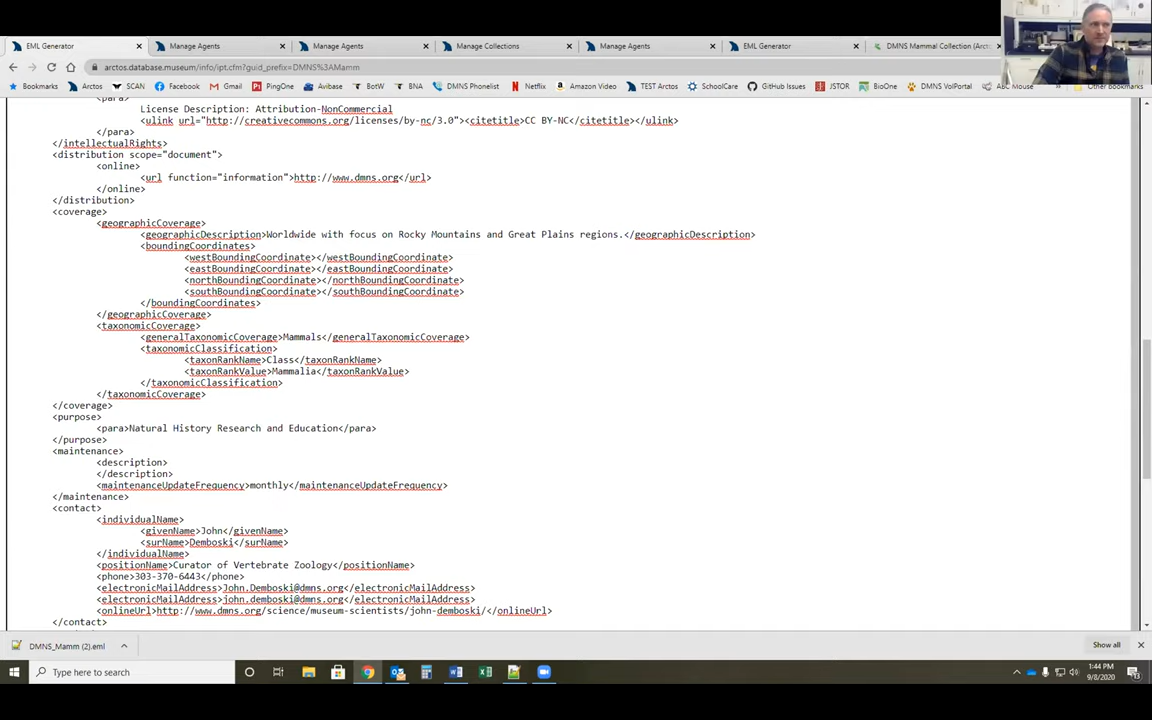 EML Generator
Manage Agents
Manage Agents
Manage Collections
Manage Agents
EML Generator
DMNS Mammal Collection (Arc
arctos.database.museum/info/ipt.cfm?guid_prefix=DMNS%3AMamm
Bookmarks Arctos SCAN Facebook Gmail PingOne Avibase BotW BNA DMNS Phonelist Netflix Amazon Video TEST Arctos SchoolCare GitHub Issues JSTOR BioOne DMNS VolPortal ABC Mouse » Other bookmarks
<para>
License Description: Attribution-NonCommercial
<ulink url="http://creativecommons.org/licenses/by-nc/3.0"><citetitle>CC BY-NC</citetitle></ulink>
</para>
</intellectualRights>
<distribution scope="document">
<online>
<url function="information">http://www.dmns.org</url>
</online>
</distribution>
<coverage>
<geographicCoverage>
<geographicDescription>Worldwide with focus on Rocky Mountains and Great Plains regions.</geographicDescription>
<boundingCoordinates>
<westBoundingCoordinate></westBoundingCoordinate>
<eastBoundingCoordinate></eastBoundingCoordinate>
<northBoundingCoordinate></northBoundingCoordinate>
<southBoundingCoordinate></southBoundingCoordinate>
</boundingCoordinates>
</geographicCoverage>
<taxonomicCoverage>
<generalTaxonomicCoverage>Mammals</generalTaxonomicCoverage>
<taxonomicClassification>
<taxonRankName>Class</taxonRankName>
<taxonRankValue>Mammalia</taxonRankValue>
</taxonomicClassification>
</taxonomicCoverage>
</coverage>
<purpose>
<para>Natural History Research and Education</para>
</purpose>
<maintenance>
<description>
</description>
<maintenanceUpdateFrequency>monthly</maintenanceUpdateFrequency>
</maintenance>
<contact>
<individualName>
<givenName>John</givenName>
<surName>Demboski</surName>
</individualName>
<positionName>Curator of Vertebrate Zoology</positionName>
<phone>303-370-6443</phone>
<electronicMailAddress>John.Demboski@dmns.org</electronicMailAddress>
<electronicMailAddress>john.demboski@dmns.org</electronicMailAddress>
<onlineUrl>http://www.dmns.org/science/museum-scientists/john-demboski/</onlineUrl>
</contact>
DMNS_Mamm (2).eml
Show all
Type here to search
1:44 PM
9/8/2020